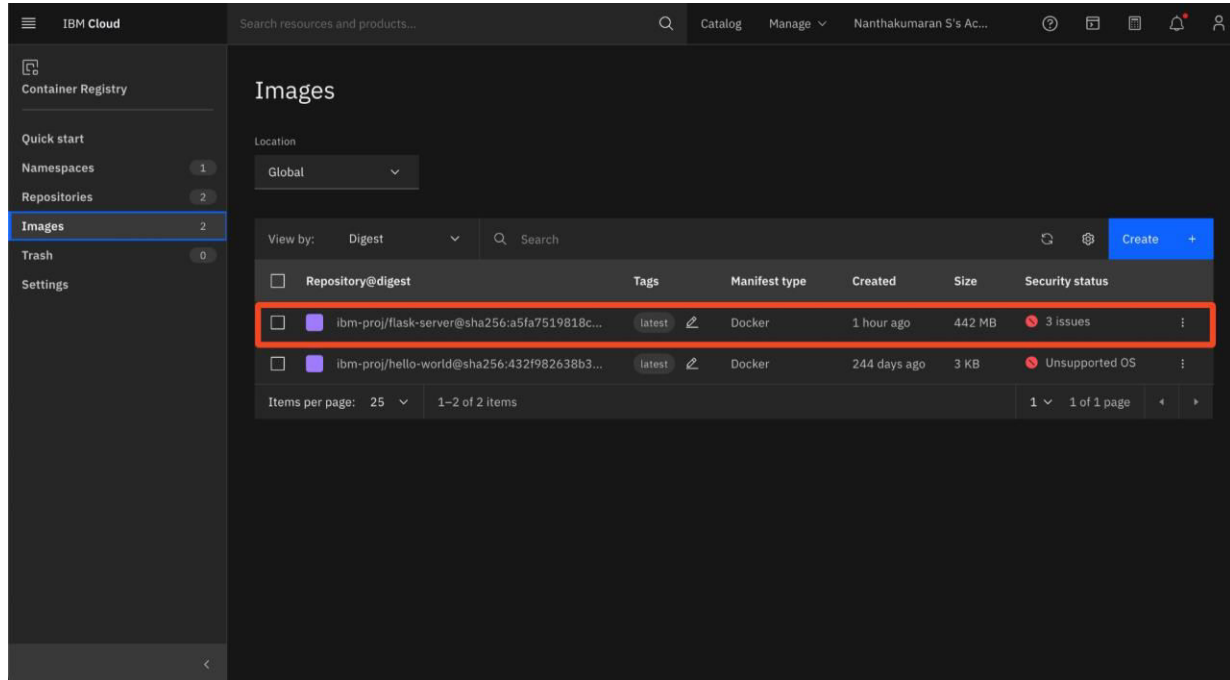 IBM Cloud
Search resources and products...
Catalog
Manage
Nanthakumaran S's Ac...
Container Registry
Quick start
Namespaces 1
Repositories 2
Images 2
Trash 0
Settings
Images
Location
Global
View by: Digest
Search
Create +
Repository@digest Tags Manifest type Created Size Security status
ibm-proj/flask-server@sha256:a5fa7519818c... latest Docker 1 hour ago 442 MB 3 issues
ibm-proj/hello-world@sha256:432f982638b3... latest Docker 244 days ago 3 KB Unsupported OS
Items per page: 25 1–2 of 2 items 1 1 of 1 page